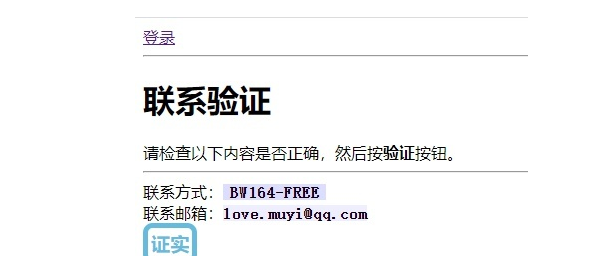 登录
联系验证
请检查以下内容是否正确，然后按验证按钮。
联系方式： BW164-FREE
联系邮箱：love.muyi@qq.com
证实